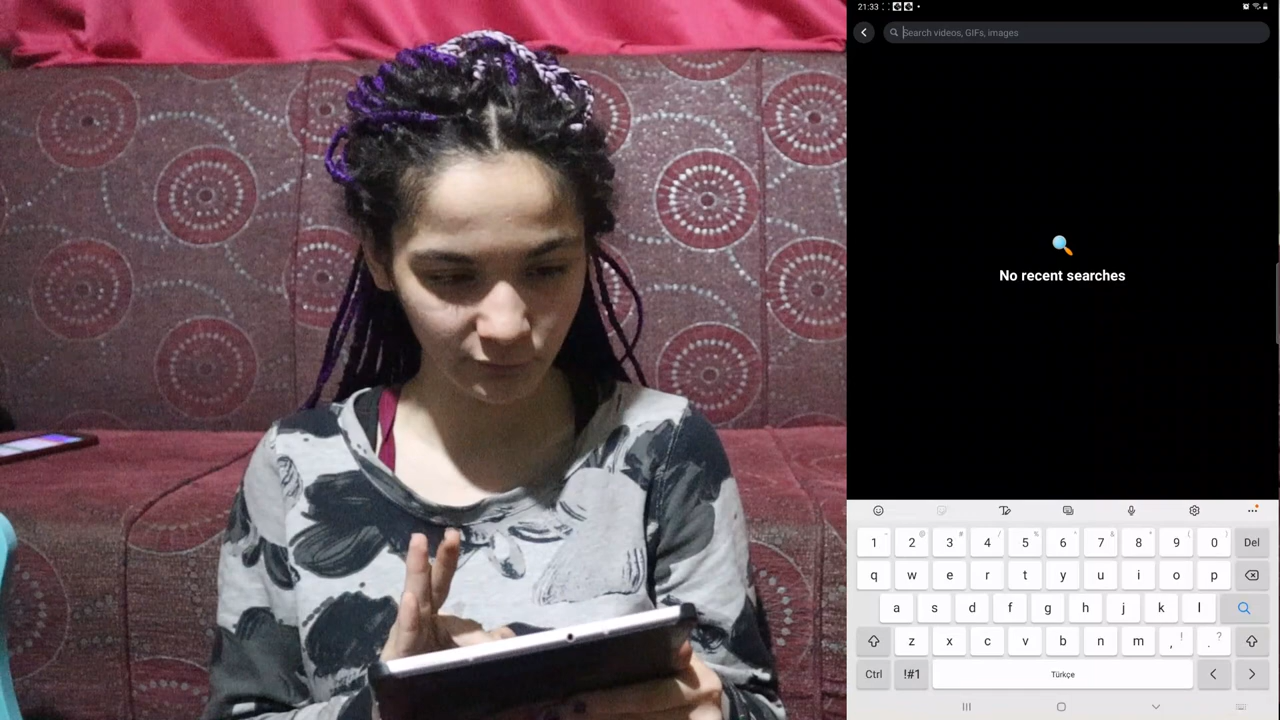 21:33
Search videos, GIFs, images
No recent searches
1 2 3 4 5 6 7 8 9 0 Del
q w e r t y u i o p
a s d f g h j k l
z x c v b n m , ! . ?
Ctrl !#1 Türkçe < >